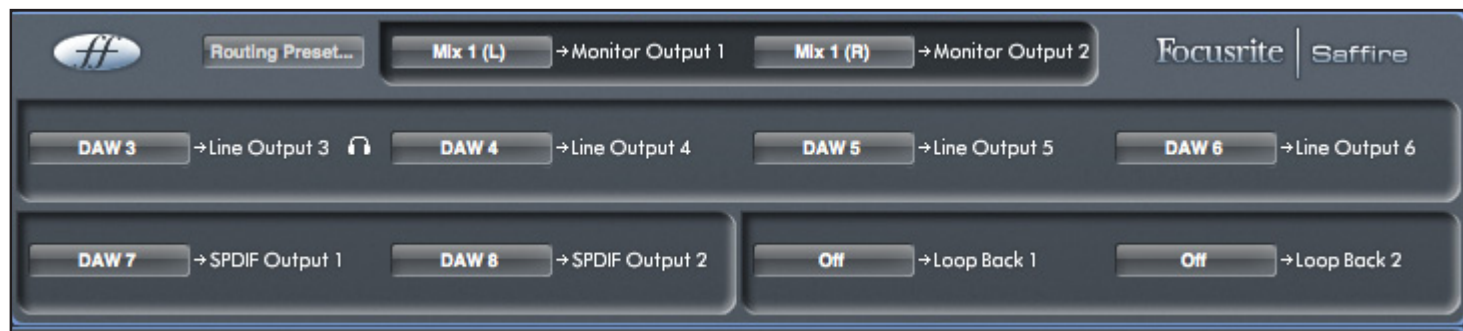 ff Routing Preset... Mix 1 (L) →Monitor Output 1 Mix 1 (R) →Monitor Output 2 Focusrite | Saffire
DAW 3 →Line Output 3 DAW 4 →Line Output 4 DAW 5 →Line Output 5 DAW 6 →Line Output 6
DAW 7 →SPDIF Output 1 DAW 8 →SPDIF Output 2 Off →Loop Back 1 Off →Loop Back 2